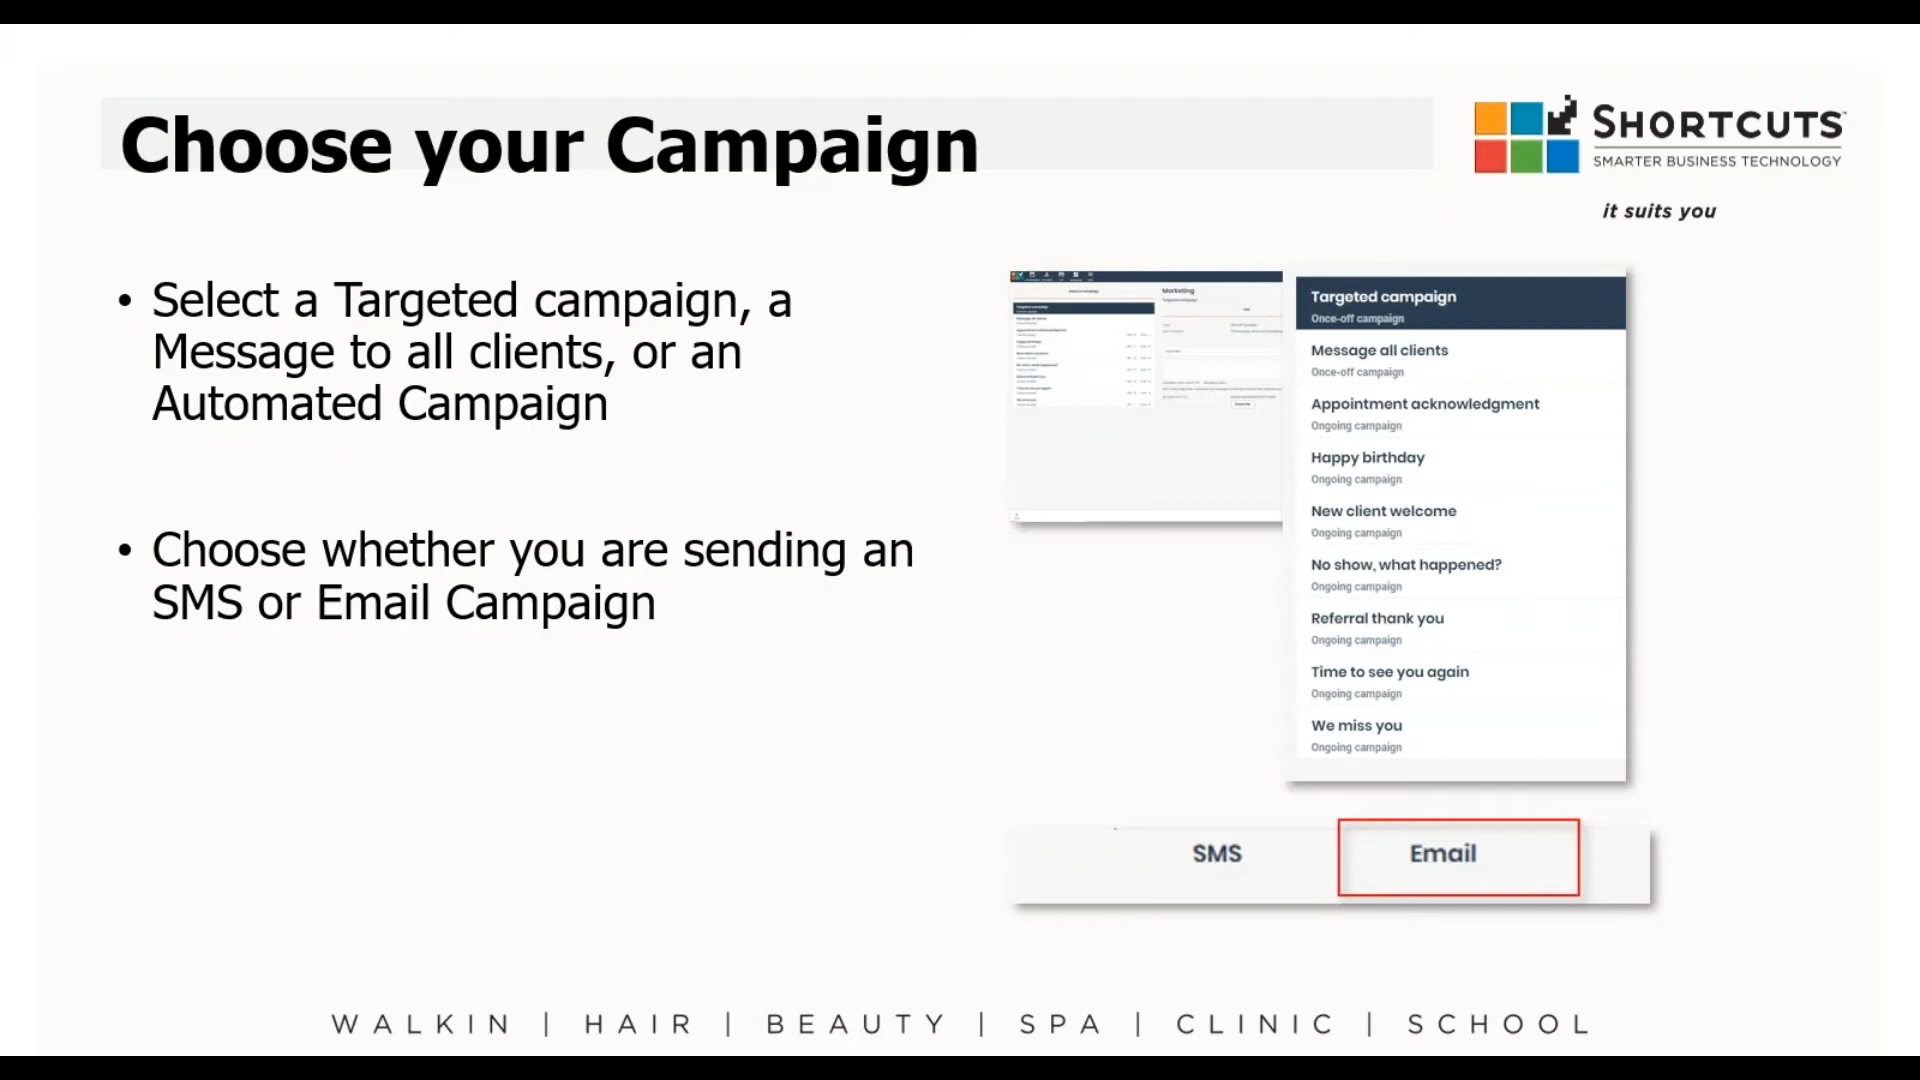 Choose your Campaign
SHORTCUTS
SMARTER BUSINESS TECHNOLOGY
it suits you
• Select a Targeted campaign, a
Message to all clients, or an
Automated Campaign
• Choose whether you are sending an
SMS or Email Campaign
Marketing
Targeted campaign
Once-off campaign
Message all clients
Once-off campaign
Appointment acknowledgment
Ongoing campaign
Happy birthday
Ongoing campaign
New client welcome
Ongoing campaign
No show, what happened?
Ongoing campaign
Referral thank you
Ongoing campaign
Time to see you again
Ongoing campaign
We miss you
Ongoing campaign
SMS Email
WALKIN | HAIR | BEAUTY | SPA | CLINIC | SCHOOL